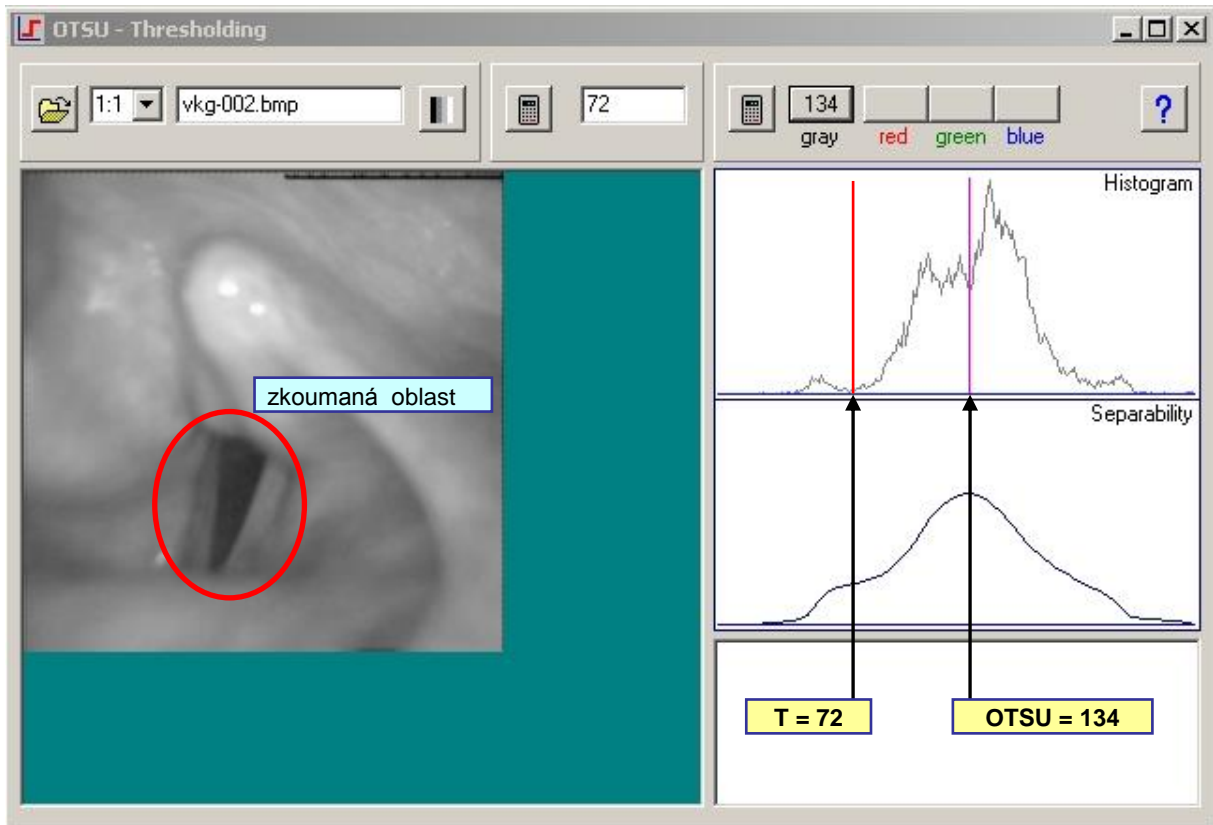 OTSU - Thresholding
1:1 vkg-002.bmp 72 134
gray red green blue
?
Histogram
zkoumaná oblast
Separability
T = 72 OTSU = 134